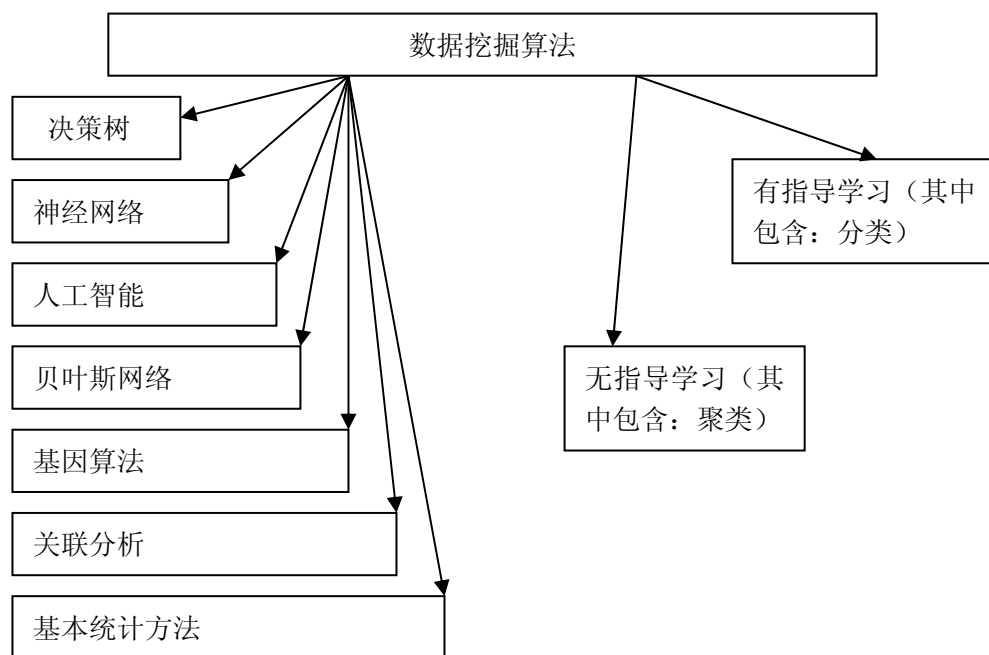 数据挖掘算法
决策树
神经网络
人工智能
贝叶斯网络
基因算法
关联分析
基本统计方法
有指导学习（其中
包含：分类）
无指导学习（其
中包含：聚类）